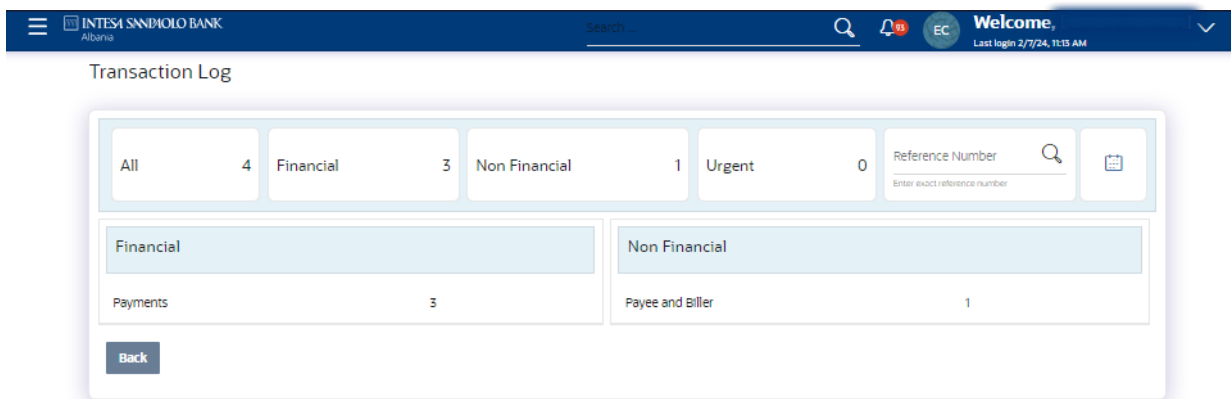 INTESA SANPAOLO BANK
Albania
Search ...
93
EC
Welcome,
Last login 2/7/24, 11:13 AM
Transaction Log
All 4
Financial 3
Non Financial 1
Urgent 0
Reference Number
Enter exact reference number
Financial
Payments 3
Non Financial
Payee and Biller 1
Back